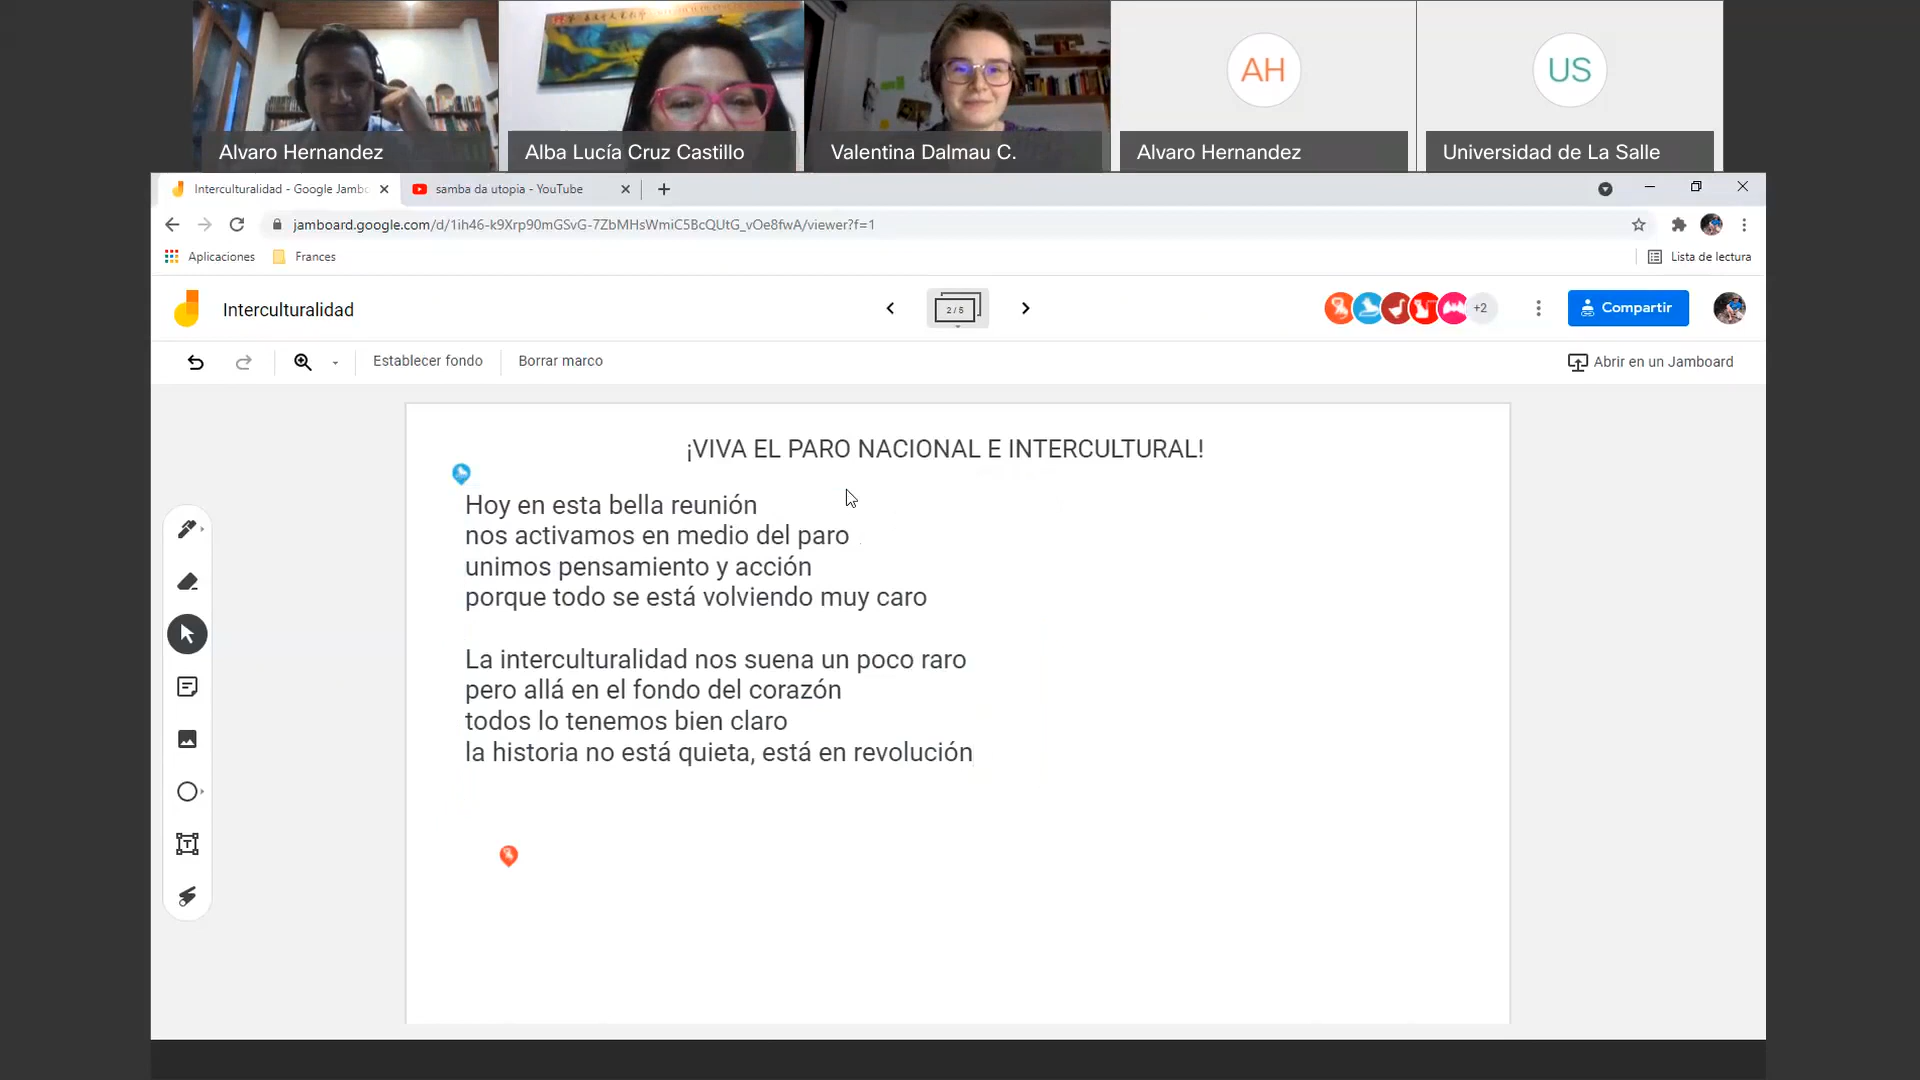 AH
US
Alvaro Hernandez
Alba Lucía Cruz Castillo
Valentina Dalmau C.
Alvaro Hernandez
Universidad de La Salle
Interculturalidad - Google Jambo
samba da utopia - YouTube
jamboard.google.com/d/1ih46-k9Xrp90mGSvG-7ZbMHsWmiC5BcQUtG_vOe8fwA/viewer?f=1
Aplicaciones
Frances
Lista de lectura
Interculturalidad
2 / 5
+2
Compartir
Establecer fondo
Borrar marco
Abrir en un Jamboard
¡VIVA EL PARO NACIONAL E INTERCULTURAL!
Hoy en esta bella reunión
nos activamos en medio del paro
unimos pensamiento y acción
porque todo se está volviendo muy caro
La interculturalidad nos suena un poco raro
pero allá en el fondo del corazón
todos lo tenemos bien claro
la historia no está quieta, está en revolución